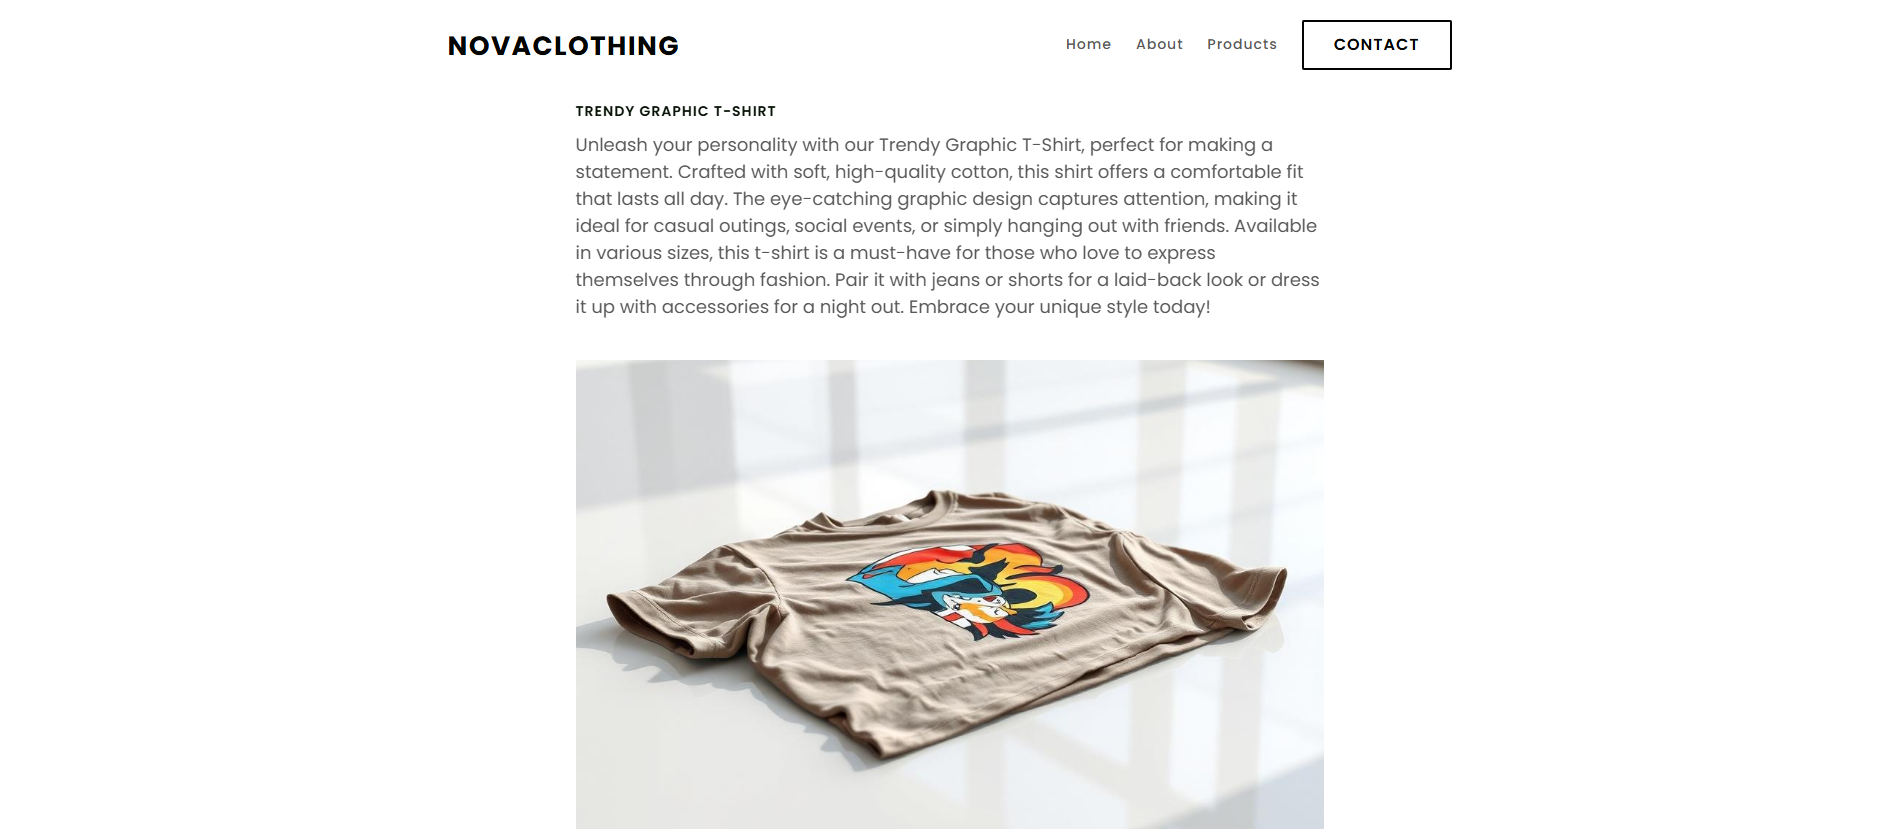 NOVACLOTHING
Home About Products CONTACT
TRENDY GRAPHIC T-SHIRT
Unleash your personality with our Trendy Graphic T-Shirt, perfect for making a
statement. Crafted with soft, high-quality cotton, this shirt offers a comfortable fit
that lasts all day. The eye-catching graphic design captures attention, making it
ideal for casual outings, social events, or simply hanging out with friends. Available
in various sizes, this t-shirt is a must-have for those who love to express
themselves through fashion. Pair it with jeans or shorts for a laid-back look or dress
it up with accessories for a night out. Embrace your unique style today!